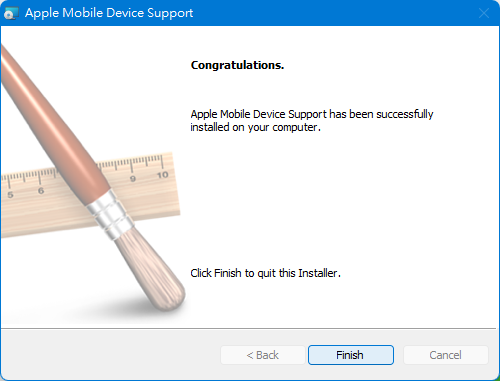 Apple Mobile Device Support
Congratulations.
Apple Mobile Device Support has been successfully
installed on your computer.
5 6 9 10
Click Finish to quit this Installer.
< Back
Finish
Cancel